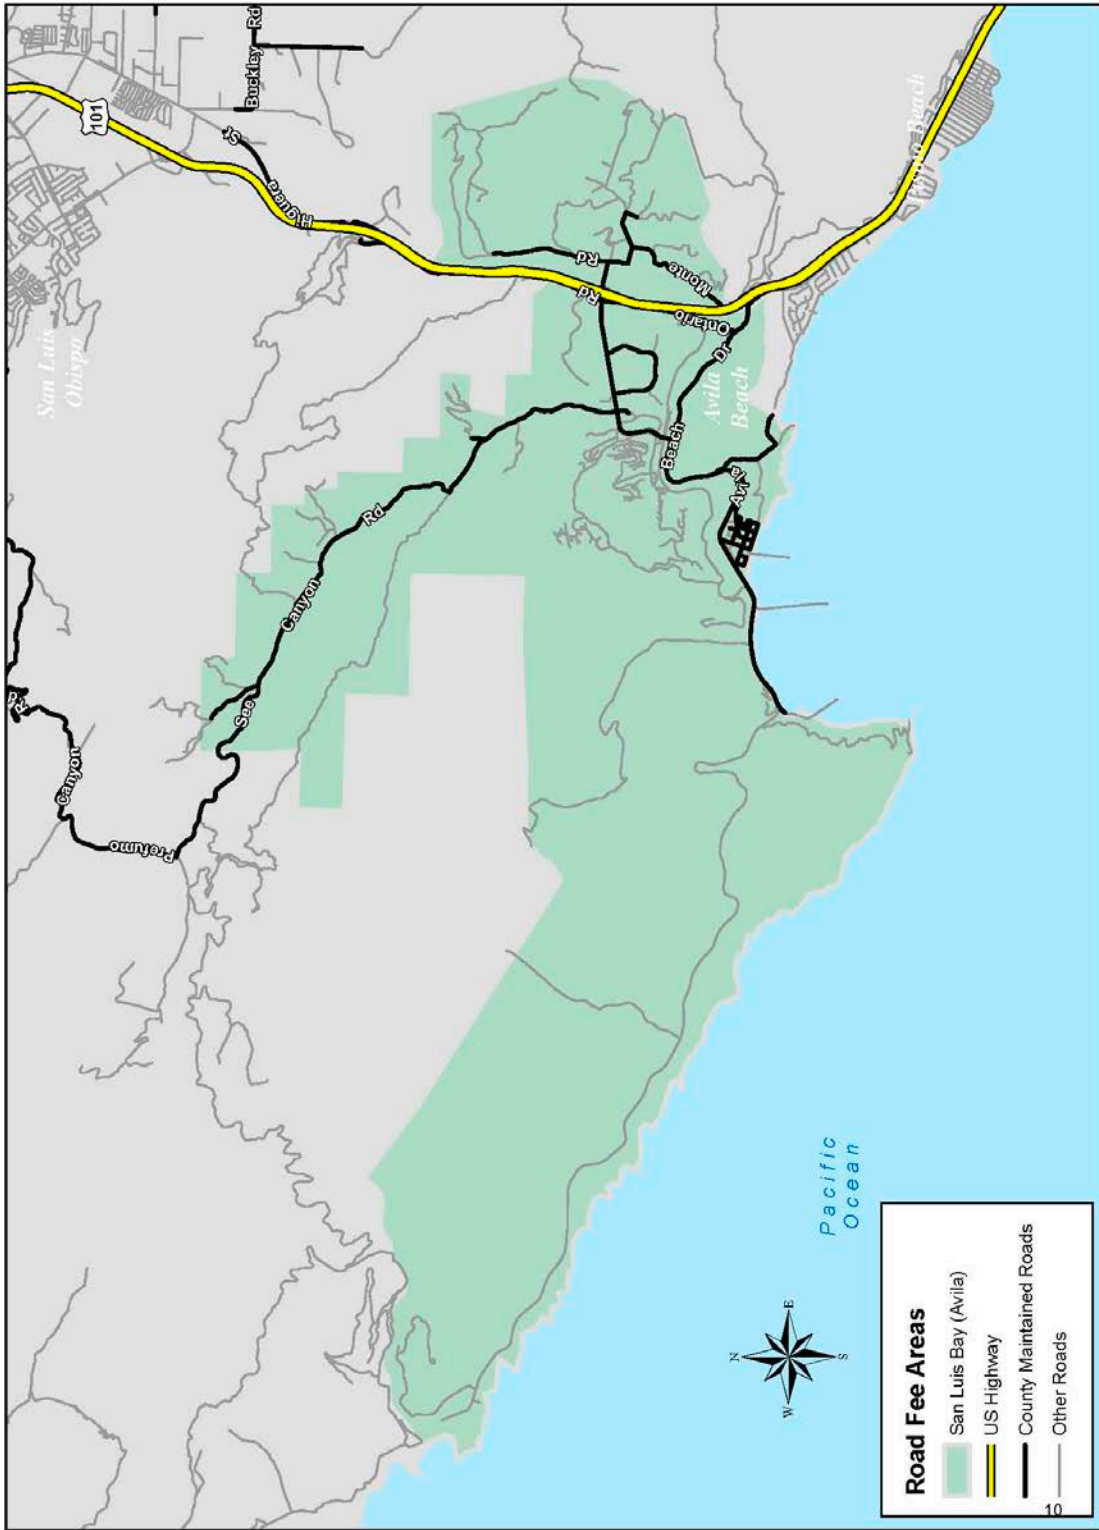 Rd
San Luis
Obispo
Canyon
101
Prefumo
Buckley Rd
St
Higuera
See
Canyon
Rd
Rd
Rd
Monte
Ontario
Dr
Beach
Avila
Avila
Beach
Beach
Pacific
Ocean
N
W
E
S
Road Fee Areas
San Luis Bay (Avila)
US Highway
County Maintained Roads
Other Roads
10